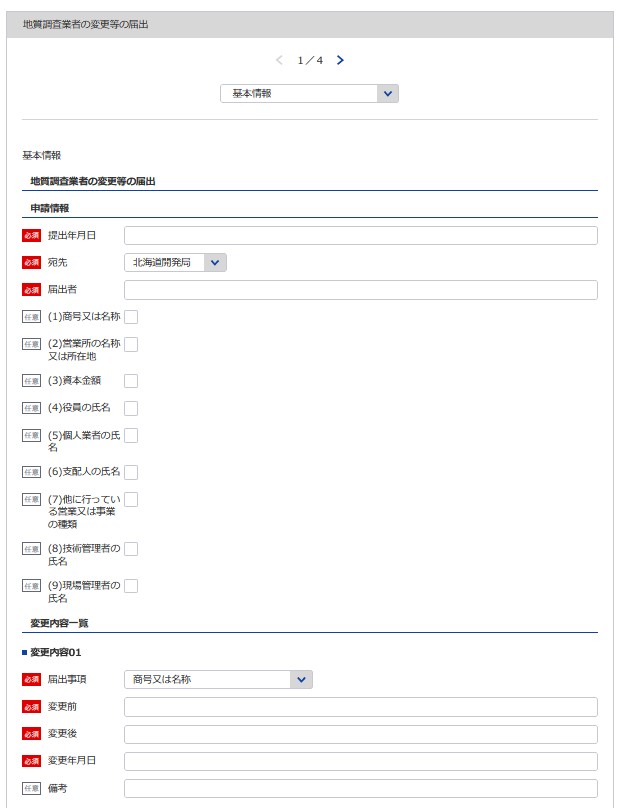 地質調査業者の変更等の届出
1／4
基本情報
基本情報
地質調査業者の変更等の届出
申請情報
必須 提出年月日
必須 宛先 北海道開発局
必須 届出者
任意 (1)商号又は名称
任意 (2)営業所の名称
又は所在地
任意 (3)資本金額
任意 (4)役員の氏名
任意 (5)個人業者の氏
名
任意 (6)支配人の氏名
任意 (7)他に行ってい
る営業又は事業
の種類
任意 (8)技術管理者の
氏名
任意 (9)現場管理者の
氏名
変更内容一覧
変更内容01
必須 届出事項 商号又は名称
必須 変更前
必須 変更後
必須 変更年月日
任意 備考